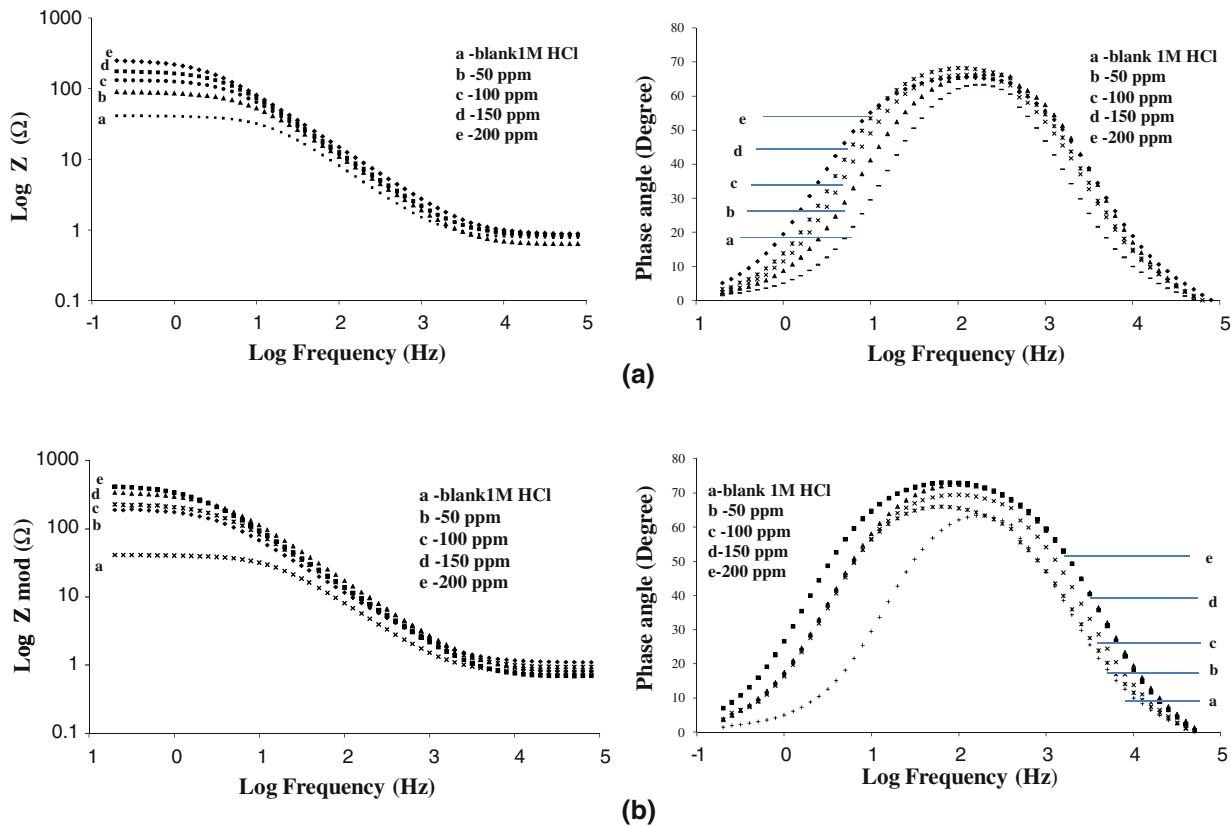 1000
100
10
1
0.1
Log Z (Ω)
e
d
c
b
a
a -blank1M HCl
b -50 ppm
c -100 ppm
d -150 ppm
e -200 ppm
-1 0 1 2 3 4 5
Log Frequency (Hz)
80
70
60
50
40
30
20
10
0
Phase angle (Degree)
e
d
c
b
a
a -blank 1M HCl
b -50 ppm
c -100 ppm
d -150 ppm
e -200 ppm
1 0 1 2 3 4 5
Log Frequency (Hz)
(a)
1000
100
10
1
0.1
Log Z mod (Ω)
e
d
c
b
a
a -blank1M HCl
b -50 ppm
c -100 ppm
d -150 ppm
e -200 ppm
1 0 1 2 3 4 5
Log Frequency (Hz)
80
70
60
50
40
30
20
10
0
Phase angle (Degree)
a-blank 1M HCl
b -50 ppm
c -100 ppm
d-150 ppm
e-200 ppm
e
d
c
b
a
1 0 1 2 3 4 5
Log Frequency (Hz)
(b)